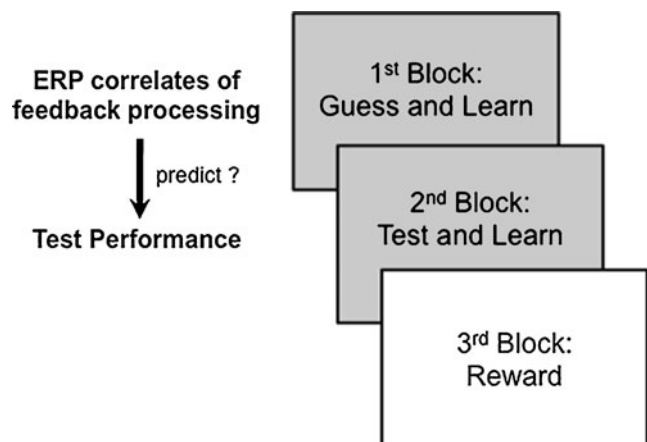 ERP correlates of
feedback processing
predict ?
Test Performance
1st Block:
Guess and Learn
2nd Block:
Test and Learn
3rd Block:
Reward